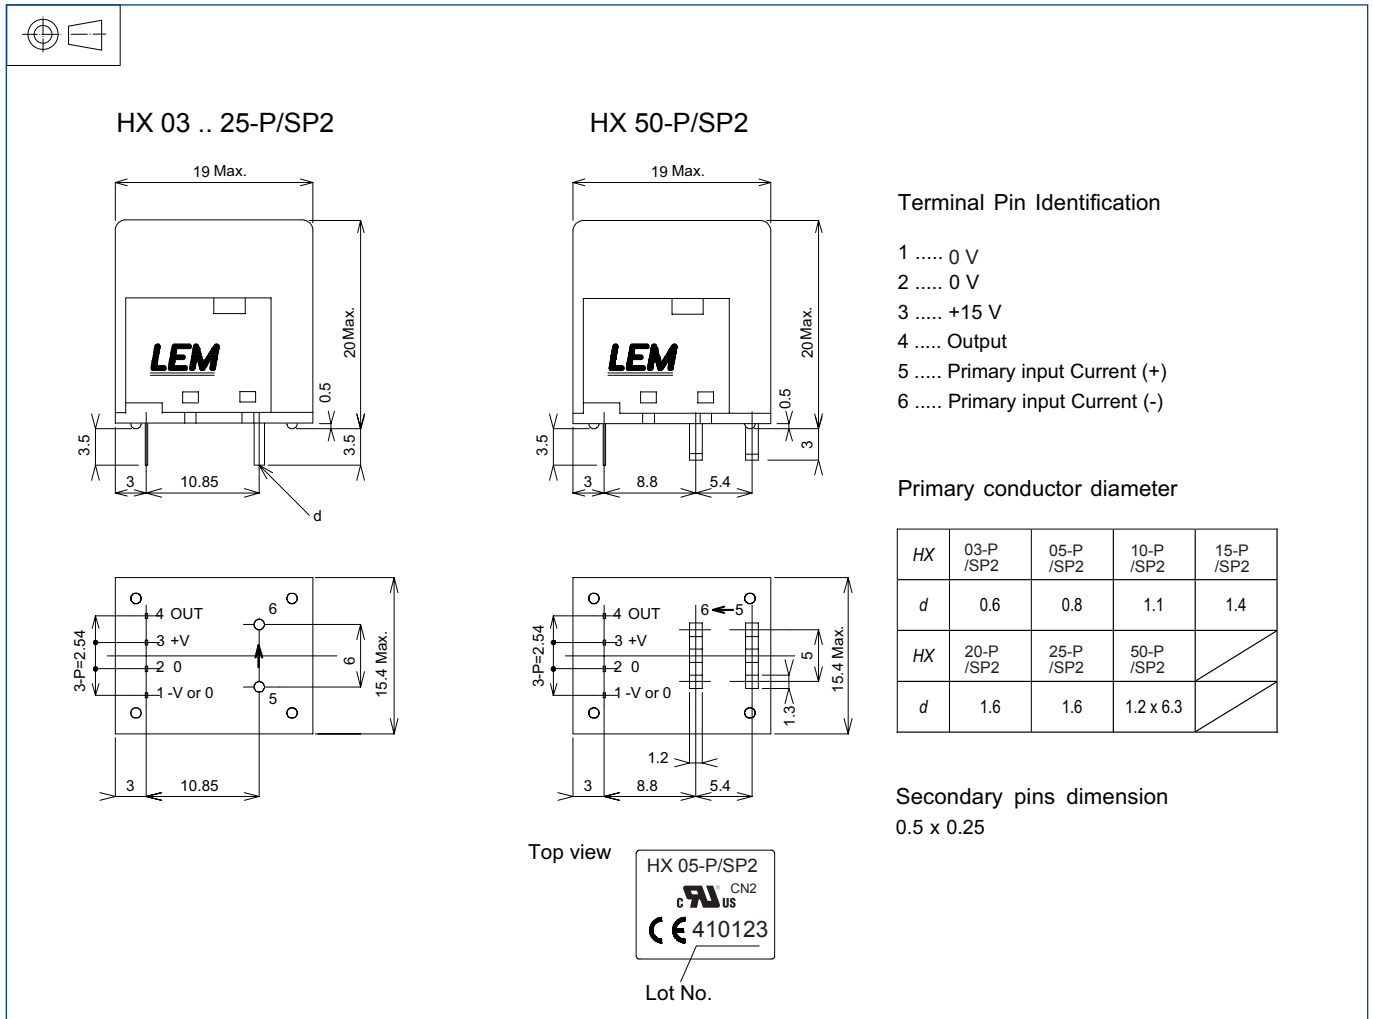 HX 03 .. 25-P/SP2
19 Max.
20 Max.
LEM
0.5
3.5
3.5
3
10.85
d
4 OUT
3 +V
2 0
1 -V or 0
3-P=2.54
6
5
6
15.4 Max.
3
10.85
HX 50-P/SP2
19 Max.
20 Max.
LEM
0.5
3.5
3
3
8.8
5.4
4 OUT
3 +V
2 0
1 -V or 0
3-P=2.54
6
5
5
1.3
15.4 Max.
1.2
3
8.8
5.4
Terminal Pin Identification
1 ..... 0 V
2 ..... 0 V
3 ..... +15 V
4 ..... Output
5 ..... Primary input Current (+)
6 ..... Primary input Current (-)
Primary conductor diameter
HX 03-P /SP2 05-P /SP2 10-P /SP2 15-P /SP2
d 0.6 0.8 1.1 1.4
HX 20-P /SP2 25-P /SP2 50-P /SP2
d 1.6 1.6 1.2 x 6.3
Secondary pins dimension
0.5 x 0.25
Top view
HX 05-P/SP2
c RU US CN2
CE 410123
Lot No.